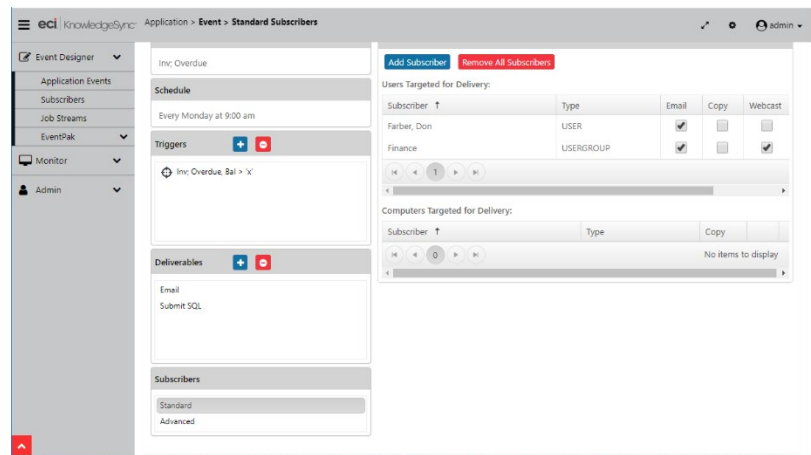 eci KnowledgeSync
Application > Event > Standard Subscribers
admin
Event Designer
Application Events
Subscribers
Job Streams
EventPak
Monitor
Admin
Inv; Overdue
Schedule
Every Monday at 9:00 am
Triggers
Inv; Overdue, Bal > 'x'
Deliverables
Email
Submit SQL
Subscribers
Standard
Advanced
Add Subscriber Remove All Subscribers
Users Targeted for Delivery:
Subscriber ↑ Type Email Copy Webcast
Farber, Don USER
Finance USERGROUP
1
Computers Targeted for Delivery:
Subscriber ↑ Type Copy
0 No items to display